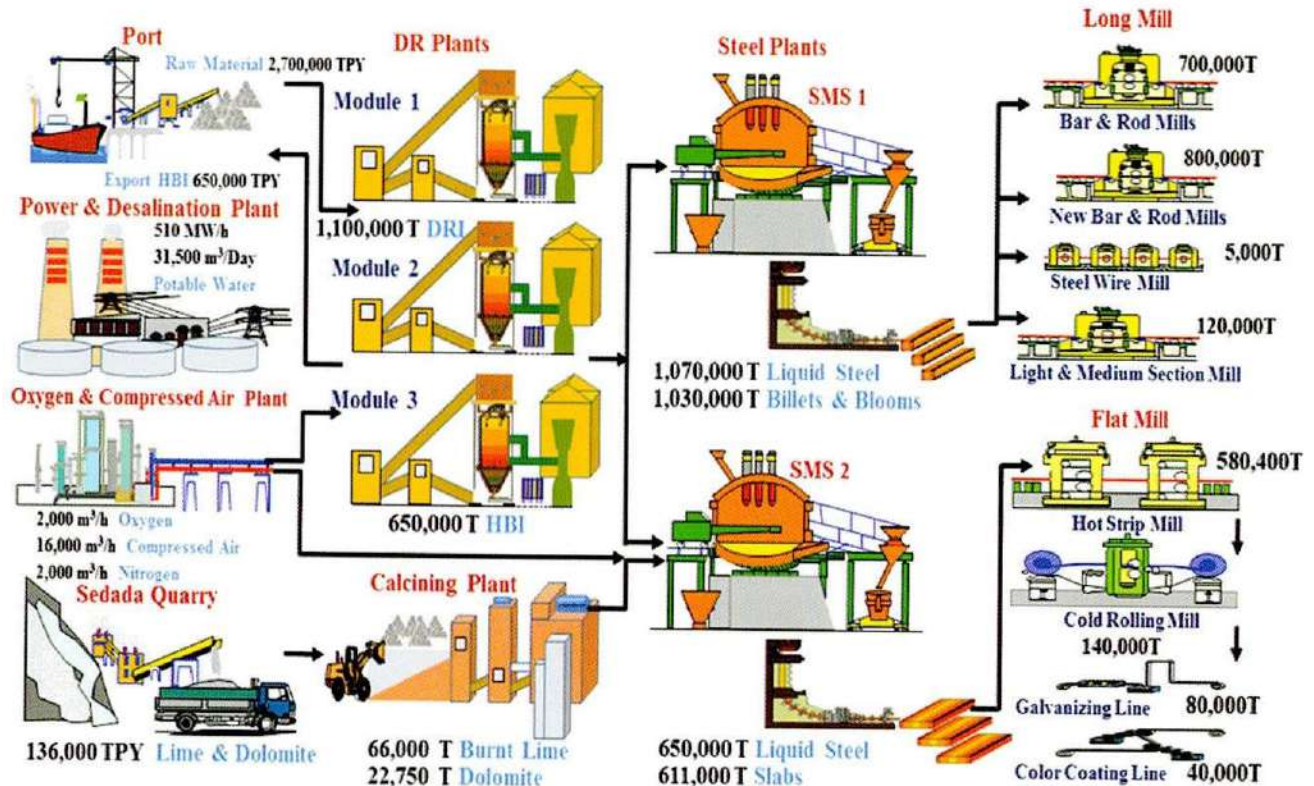 Port
Raw Material 2,700,000 TPY
Export HBI 650,000 TPY
Power & Desalination Plant
510 MW/h
31,500 m³/Day
Potable Water
Oxygen & Compressed Air Plant
2,000 m³/h Oxygen
16,000 m³/h Compressed Air
2,000 m³/h Nitrogen
Sedada Quarry
136,000 TPY Lime & Dolomite
DR Plants
Module 1
1,100,000 T DRI
Module 2
Module 3
650,000 T HBI
Calcining Plant
66,000 T Burnt Lime
22,750 T Dolomite
Steel Plants
SMS 1
1,070,000 T Liquid Steel
1,030,000 T Billets & Blooms
SMS 2
650,000 T Liquid Steel
611,000 T Slabs
Long Mill
700,000T
Bar & Rod Mills
800,000T
New Bar & Rod Mills
5,000T
Steel Wire Mill
120,000T
Light & Medium Section Mill
Flat Mill
580,400T
Hot Strip Mill
Cold Rolling Mill
140,000T
Galvanizing Line 80,000T
Color Coating Line 40,000T